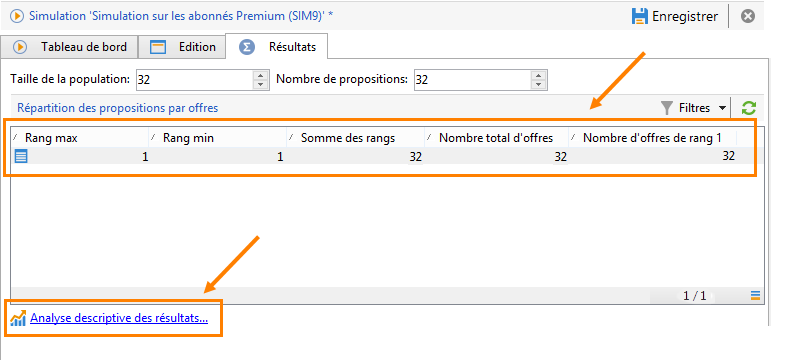 Simulation 'Simulation sur les abonnés Premium (SIM9)' * Enregistrer
Tableau de bord Edition Résultats
Taille de la population: 32 Nombre de propositions: 32
Répartition des propositions par offres Filtres
Rang max Rang min Somme des rangs Nombre total d'offres Nombre d'offres de rang 1
1 1 32 32 32
1 / 1
Analyse descriptive des résultats...